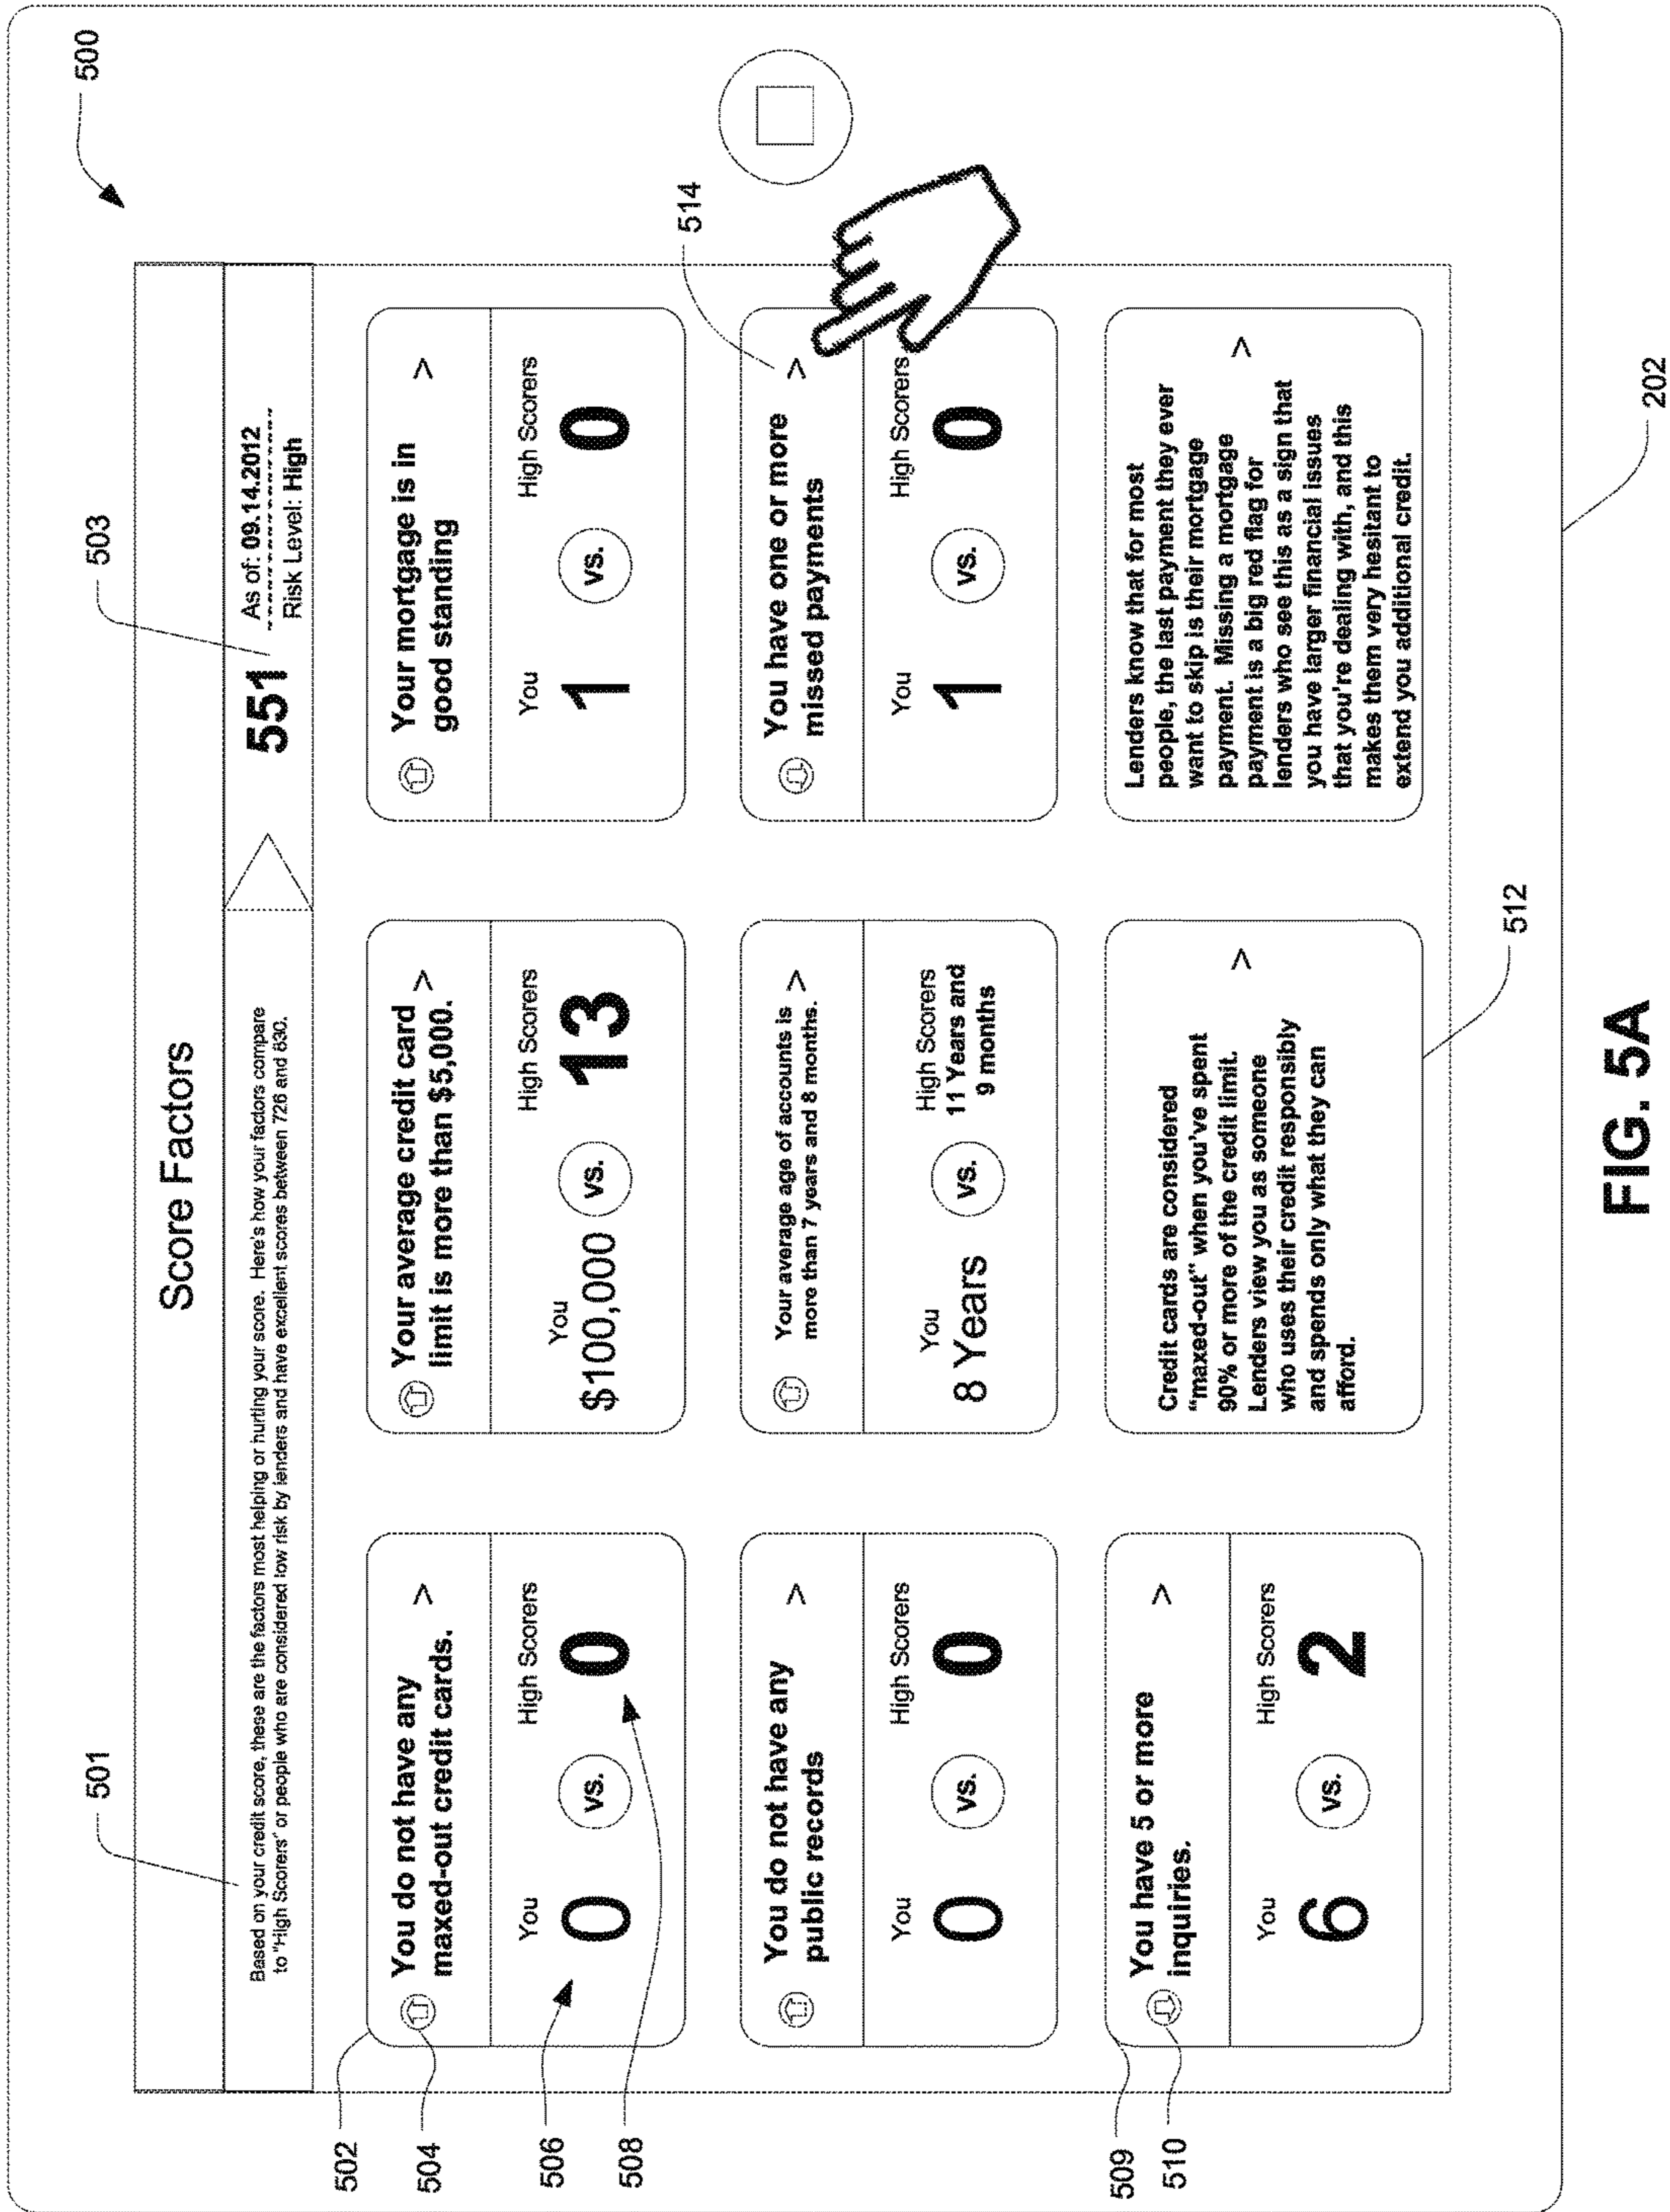 500
Score Factors
501
503
Based on your credit score, these are the factors most helping or hurting your score. Here's how your factors compare
to "High Scorers" or people who are considered low risk by lenders and have excellent scores between 726 and 830.
551
As of: 09.14.2012
Risk Level: High
502
504
You do not have any
maxed-out credit cards.
>
You
High Scorers
0
vs.
0
506
508
Your average credit card
limit is more than $5,000.
>
You
High Scorers
$100,000
vs.
13
Your mortgage is in
good standing
>
You
High Scorers
1
vs.
0
You do not have any
public records
>
You
High Scorers
0
vs.
0
Your average age of accounts is
more than 7 years and 8 months.
>
You
High Scorers
8 Years
vs.
11 Years and
9 months
514
You have one or more
missed payments
>
You
High Scorers
1
vs.
0
509
510
You have 5 or more
inquiries.
>
You
High Scorers
6
vs.
2
Credit cards are considered
"maxed-out" when you've spent
90% or more of the credit limit.
Lenders view you as someone
who uses their credit responsibly
and spends only what they can
afford.
>
512
Lenders know that for most
people, the last payment they ever
want to skip is their mortgage
payment. Missing a mortgage
payment is a big red flag for
lenders who see this as a sign that
you have larger financial issues
that you're dealing with, and this
makes them very hesitant to
extend you additional credit.
>
202
FIG. 5A